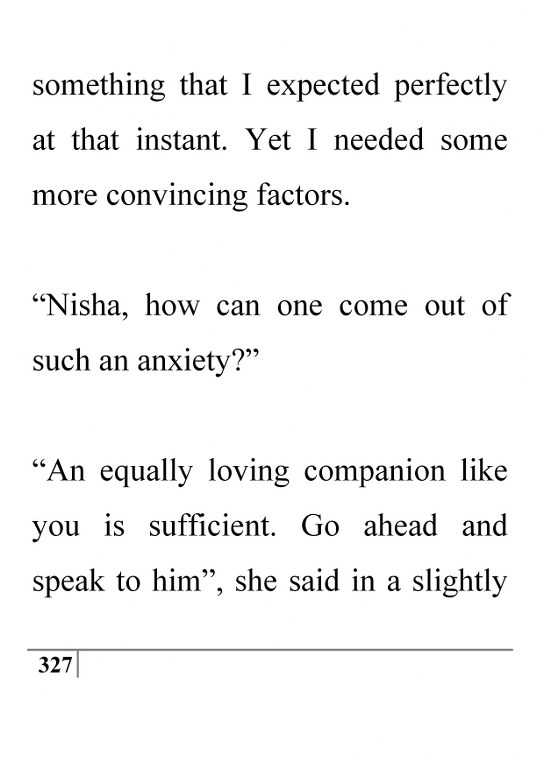 something that I expected perfectly
at that instant. Yet I needed some
more convincing factors.
“Nisha, how can one come out of
such an anxiety?”
“An equally loving companion like
you is sufficient. Go ahead and
speak to him”, she said in a slightly
327